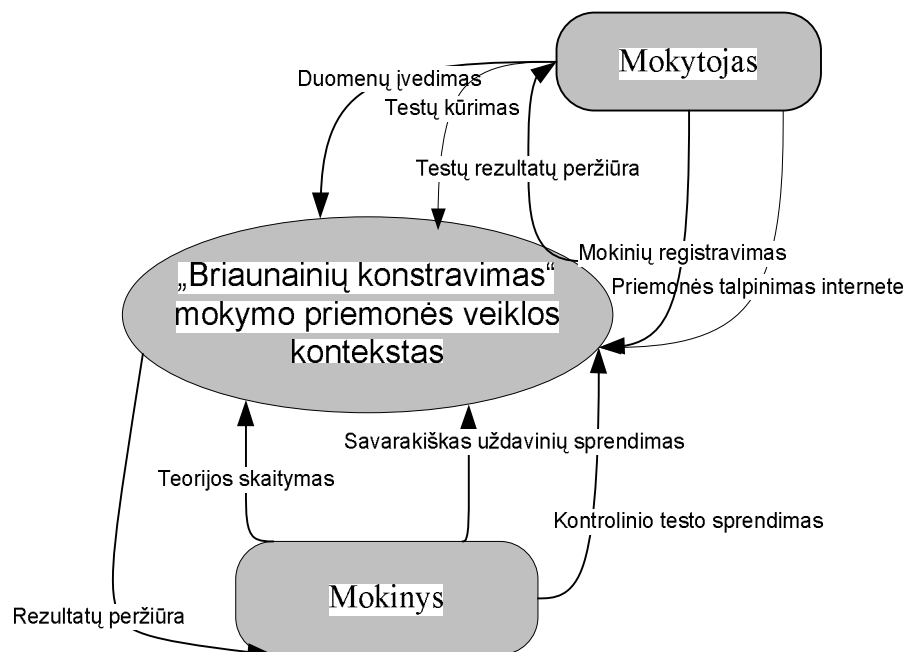 Mokytojas
Duomenų įvedimas
Testų kūrimas
Testų rezultatų peržiūra
Mokinių registravimas
Priemonės talpinimas internete
„Briaunainių konstravimas“
mokymo priemonės veiklos
kontekstas
Savarakiškas uždavinių sprendimas
Teorijos skaitymas
Kontrolinio testo sprendimas
Mokinys
Rezultatų peržiūra